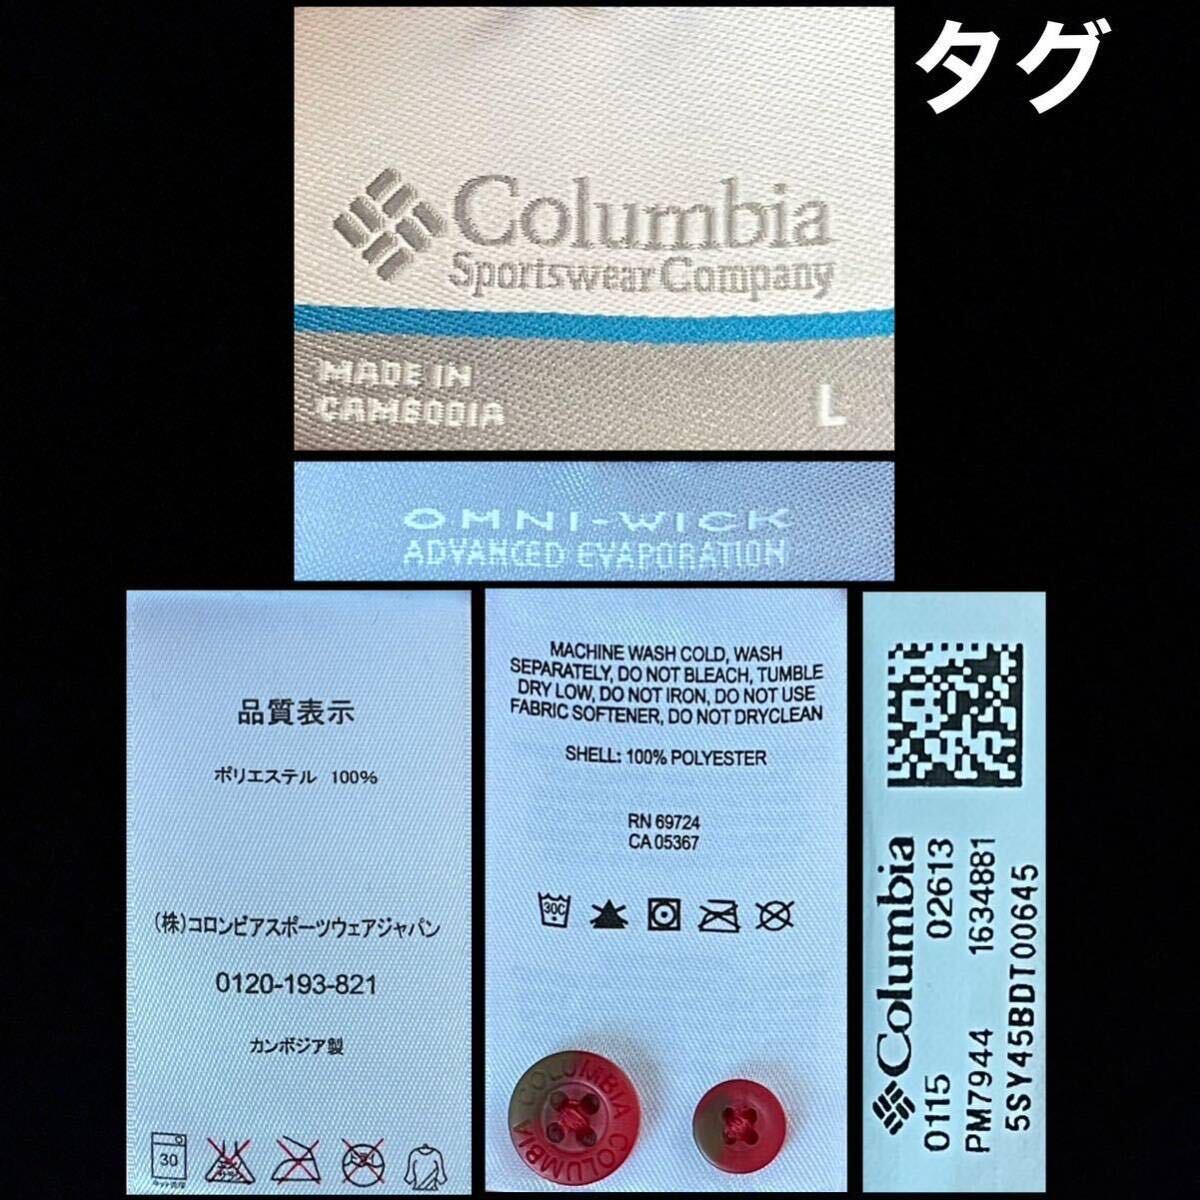 タグ
Columbia
Sportswear Company
MADE IN
CAMBODIA
L
OMNI-WICK
ADVANCED EVAPORATION
品質表示
ポリエステル 100%
(株)コロンビアスポーツウェアジャパン
0120-193-821
カンボジア製
30
MACHINE WASH COLD, WASH
SEPARATELY, DO NOT BLEACH, TUMBLE
DRY LOW, DO NOT IRON, DO NOT USE
FABRIC SOFTENER, DO NOT DRYCLEAN
SHELL: 100% POLYESTER
RN 69724
CA 05367
30C
COLUMBIA COLUMBIA
Columbia
0115 02613
PM7944 1634881
5SY45BDT00645